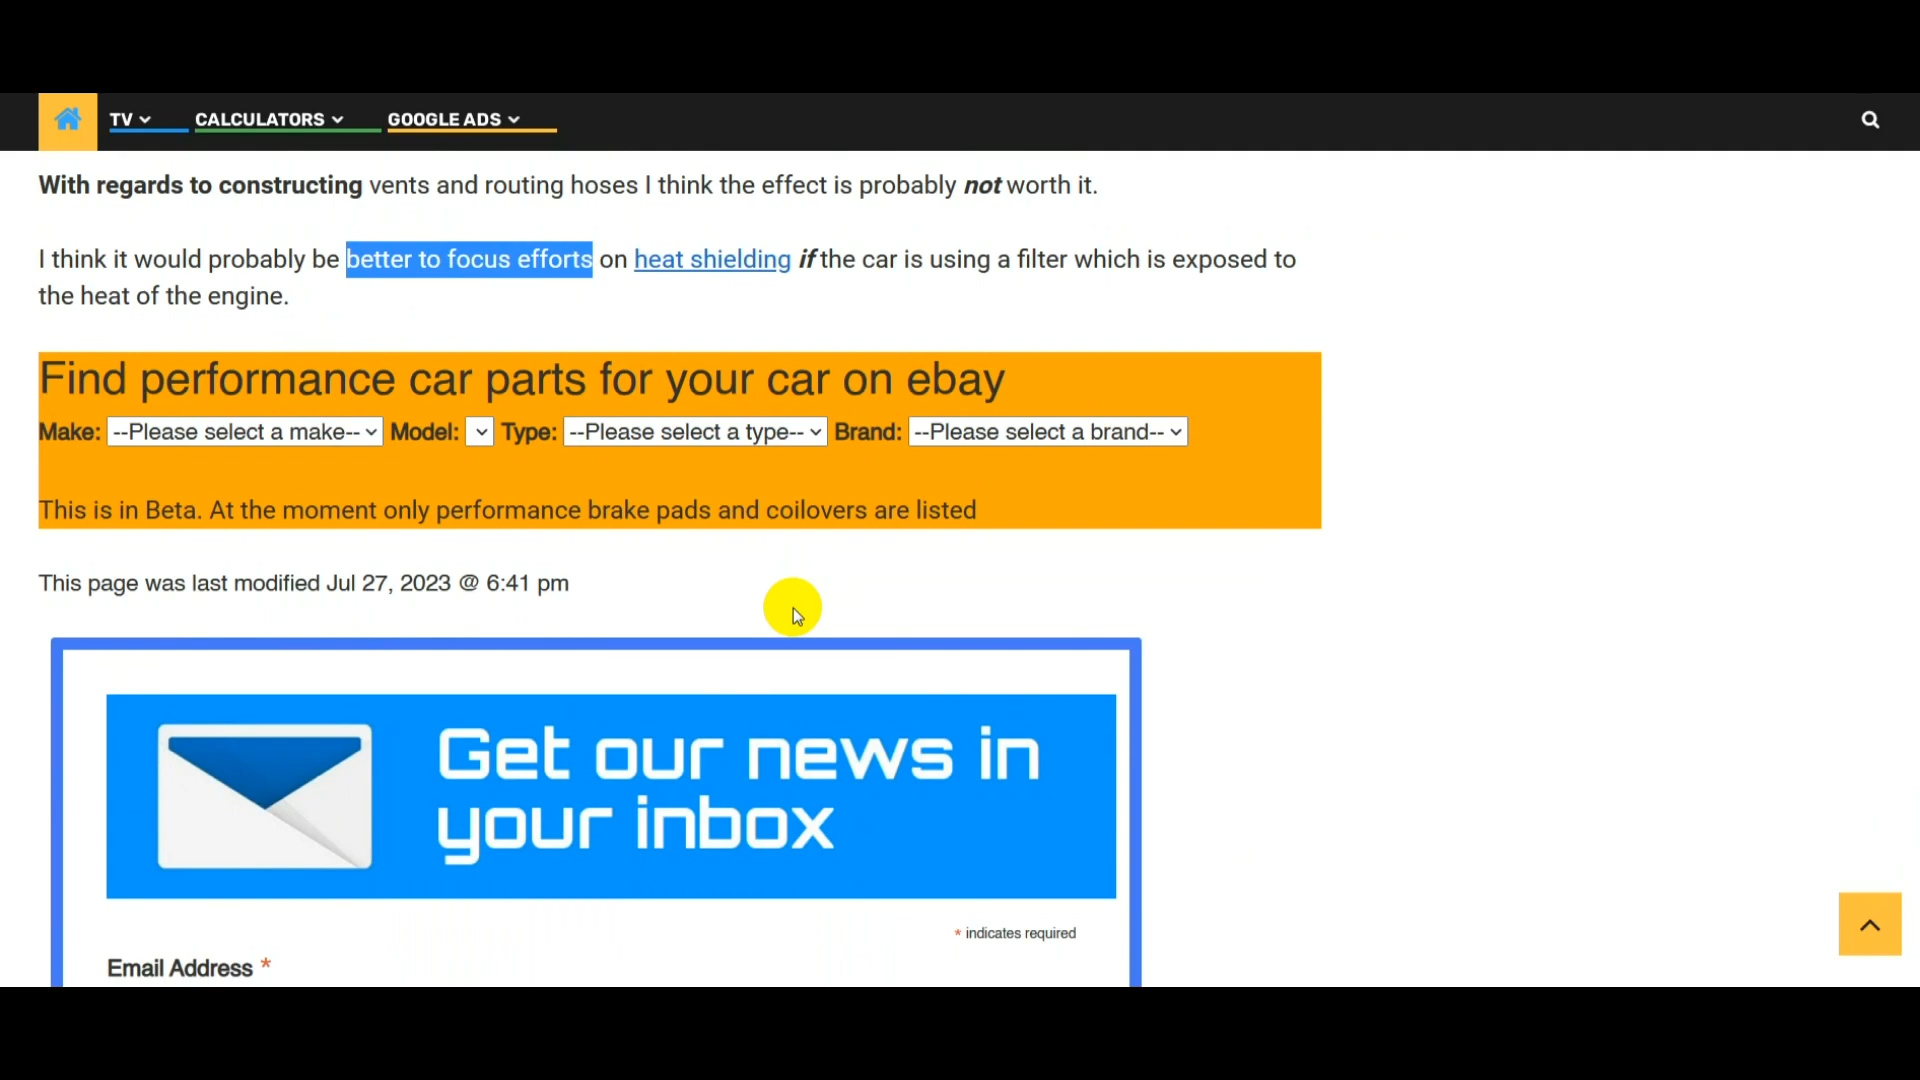 TV CALCULATORS GOOGLE ADS
With regards to constructing vents and routing hoses I think the effect is probably not worth it.
I think it would probably be better to focus efforts on heat shielding if the car is using a filter which is exposed to
the heat of the engine.
Find performance car parts for your car on ebay
Make: --Please select a make-- Model: Type: --Please select a type-- Brand: --Please select a brand--
This is in Beta. At the moment only performance brake pads and coilovers are listed
This page was last modified Jul 27, 2023 @ 6:41 pm
Get our news in
your inbox
* indicates required
Email Address *